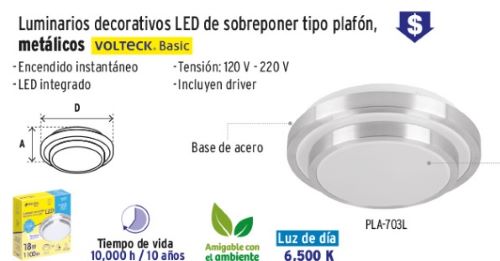 Luminarios decorativos LED de sobreponer tipo plafón,
metálicos VOLTECK Basic
$
·Encendido instantáneo
·LED integrado
·Tensión: 120 V - 220 V
·Incluyen driver
D
A
Base de acero
PLA-703L
18
1100
Tiempo de vida
10,000 h / 10 años
Amigable con
el ambiente
Luz de día
6,500 K